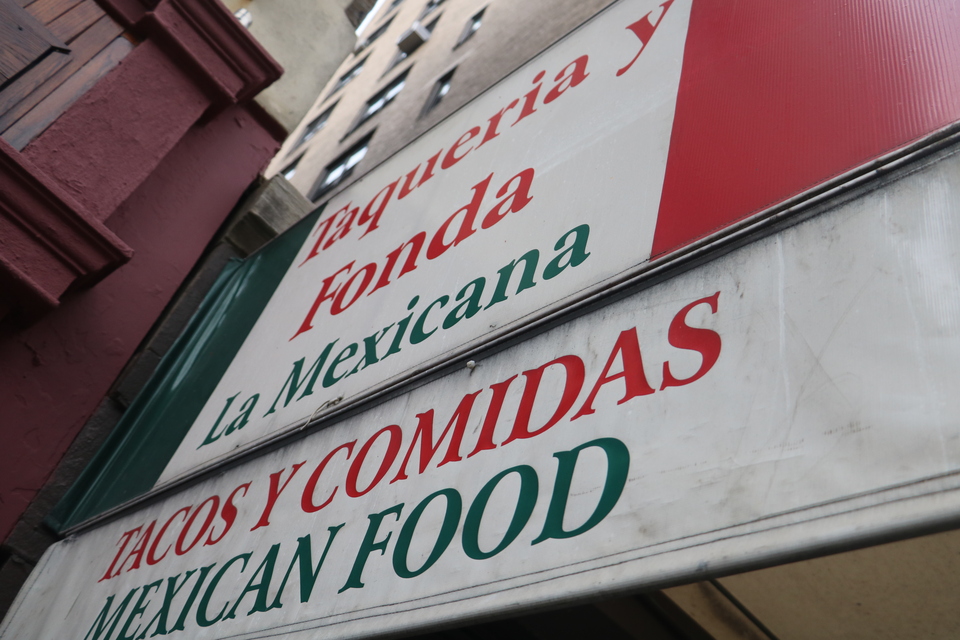 Taqueria y
Fonda
La Mexicana
TACOS Y COMIDAS
MEXICAN FOOD